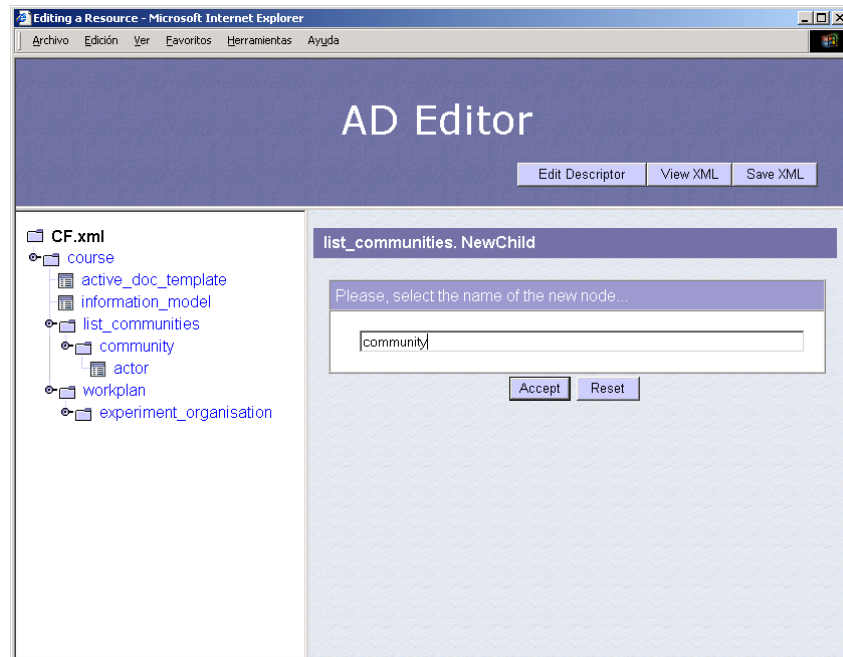 Editing a Resource - Microsoft Internet Explorer
Archivo Edición Ver Favoritos Herramientas Ayuda
AD Editor
Edit Descriptor View XML Save XML
CF.xml
course
active_doc_template
information_model
list_communities
community
actor
workplan
experiment_organisation
list_communities. NewChild
Please, select the name of the new node...
community
Accept Reset